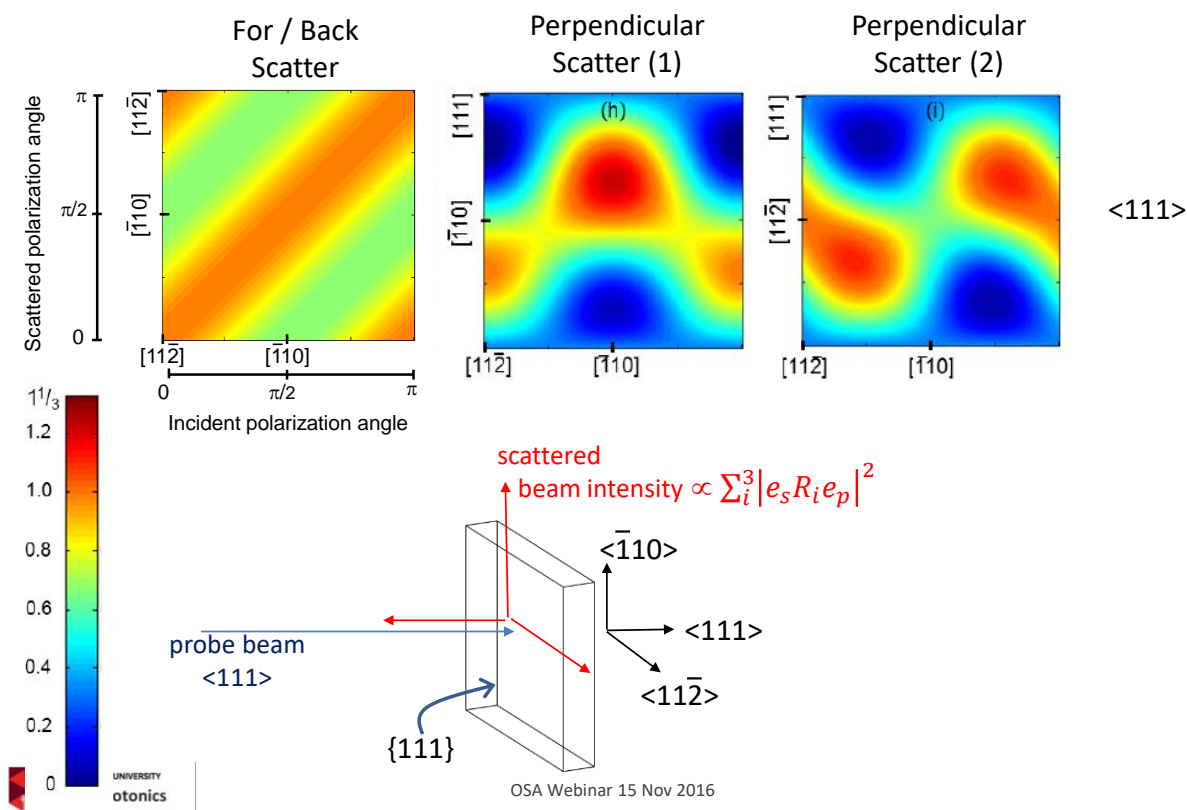 For / Back
Scatter
Perpendicular
Scatter (1)
Perpendicular
Scatter (2)
Scattered polarization angle
π
π/2
0
[112̅]
[1̅10]
[112̅]
[1̅10]
0
π/2
π
Incident polarization angle
(h)
[111]
[1̅10]
[112̅]
[1̅10]
(i)
[111]
[112̅]
[112̅]
[1̅10]
<111>
1¹/₃
1.2
1.0
0.8
0.6
0.4
0.2
0
scattered
beam intensity ∝ ∑ᵢ³|eₛRᵢeₚ|²
<1̅10>
<111>
<112̅>
probe beam
<111>
{111}
UNIVERSITY
otonics
OSA Webinar 15 Nov 2016